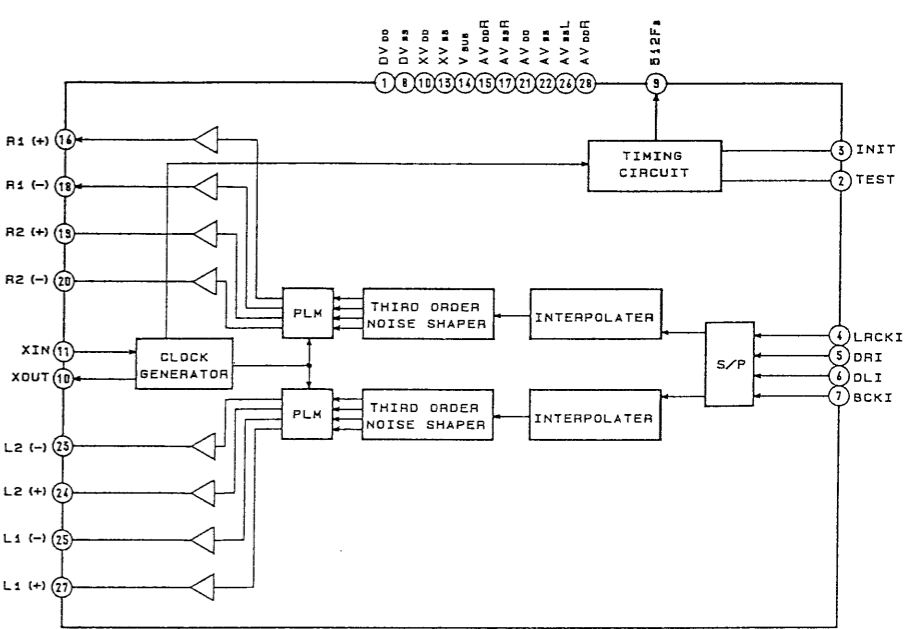 DVDD
DVSS
XVDD
XVSS
VSUB
AVDDR
AVSSR
AVDD
AVSS
AVSSL
AVDDR
512Fs
1
8
10
13
14
15
17
21
22
26
28
9
R1 (+) 16
R1 (-) 18
R2 (+) 19
R2 (-) 20
XIN 11
XOUT 10
L2 (-) 23
L2 (+) 24
L1 (-) 25
L1 (+) 27
TIMING
CIRCUIT
3 INIT
2 TEST
PLM
THIRD ORDER
NOISE SHAPER
INTERPOLATER
CLOCK
GENERATOR
S/P
4 LRCKI
5 DRI
6 DLI
7 BCKI
PLM
THIRD ORDER
NOISE SHAPER
INTERPOLATER